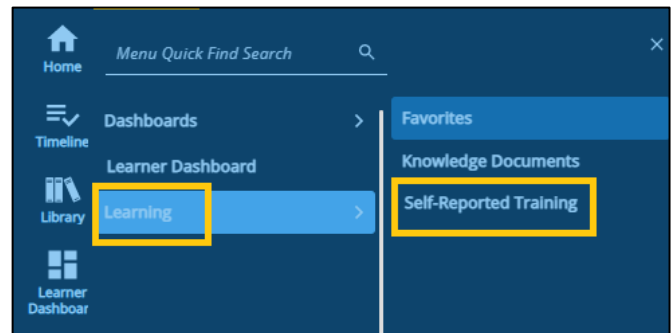 Home
Timeline
Library
Learner
Dashboar
Menu Quick Find Search
Dashboards
Learner Dashboard
Learning
Favorites
Knowledge Documents
Self-Reported Training